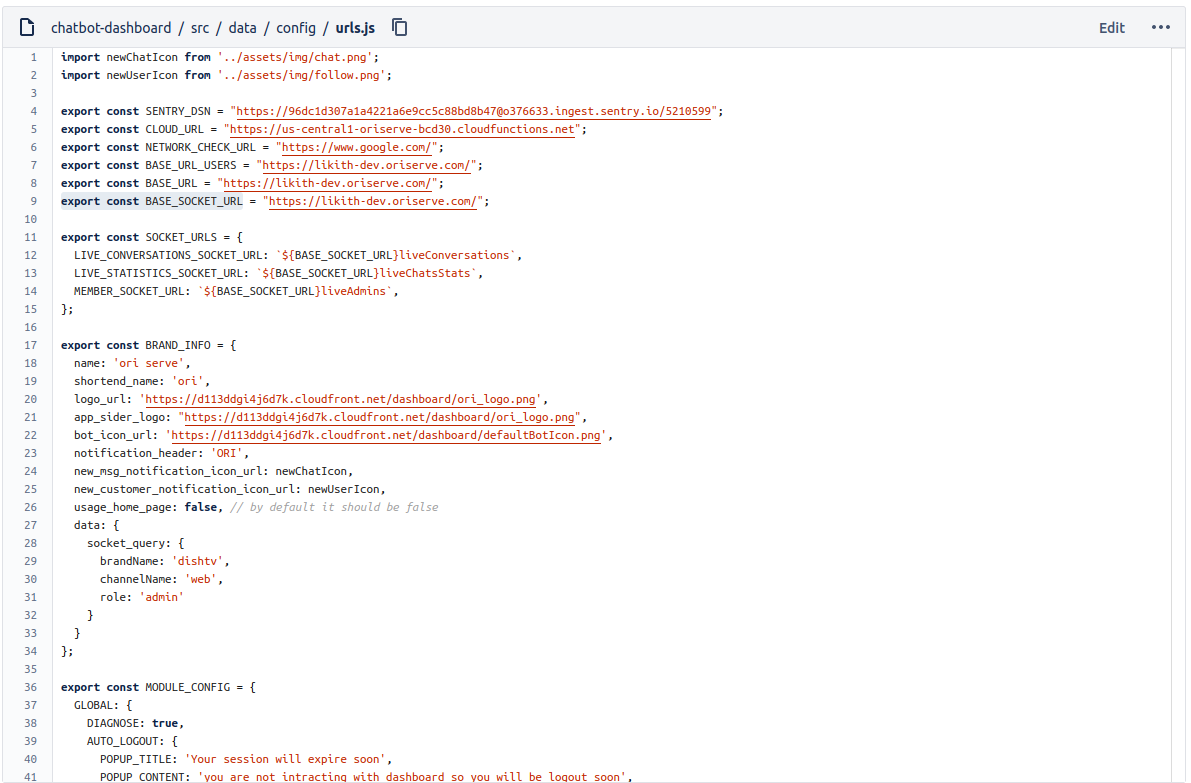 chatbot-dashboard / src / data / config / urls.js Edit
1 import newChatIcon from '../assets/img/chat.png';
2 import newUserIcon from '../assets/img/follow.png';
3
4 export const SENTRY_DSN = "https://96dc1d307a1a4221a6e9cc5c88bd8b47@o376633.ingest.sentry.io/5210599";
5 export const CLOUD_URL = "https://us-central1-oriserve-bcd30.cloudfunctions.net";
6 export const NETWORK_CHECK_URL = "https://www.google.com/";
7 export const BASE_URL_USERS = "https://likith-dev.oriserve.com/";
8 export const BASE_URL = "https://likith-dev.oriserve.com/";
9 export const BASE_SOCKET_URL = "https://likith-dev.oriserve.com/";
10
11 export const SOCKET_URLS = {
12 LIVE_CONVERSATIONS_SOCKET_URL: `${BASE_SOCKET_URL}liveConversations`,
13 LIVE_STATISTICS_SOCKET_URL: `${BASE_SOCKET_URL}liveChatsStats`,
14 MEMBER_SOCKET_URL: `${BASE_SOCKET_URL}liveAdmins`,
15 };
16
17 export const BRAND_INFO = {
18 name: 'ori serve',
19 shortend_name: 'ori',
20 logo_url: 'https://d113ddgi4j6d7k.cloudfront.net/dashboard/ori_logo.png',
21 app_sider_logo: "https://d113ddgi4j6d7k.cloudfront.net/dashboard/ori_logo.png",
22 bot_icon_url: 'https://d113ddgi4j6d7k.cloudfront.net/dashboard/defaultBotIcon.png',
23 notification_header: 'ORI',
24 new_msg_notification_icon_url: newChatIcon,
25 new_customer_notification_icon_url: newUserIcon,
26 usage_home_page: false, // by default it should be false
27 data: {
28 socket_query: {
29 brandName: 'dishtv',
30 channelName: 'web',
31 role: 'admin'
32 }
33 }
34 };
35
36 export const MODULE_CONFIG = {
37 GLOBAL: {
38 DIAGNOSE: true,
39 AUTO_LOGOUT: {
40 POPUP_TITLE: 'Your session will expire soon',
41 POPUP_CONTENT: 'you are not intracting with dashboard so you will be logout soon',